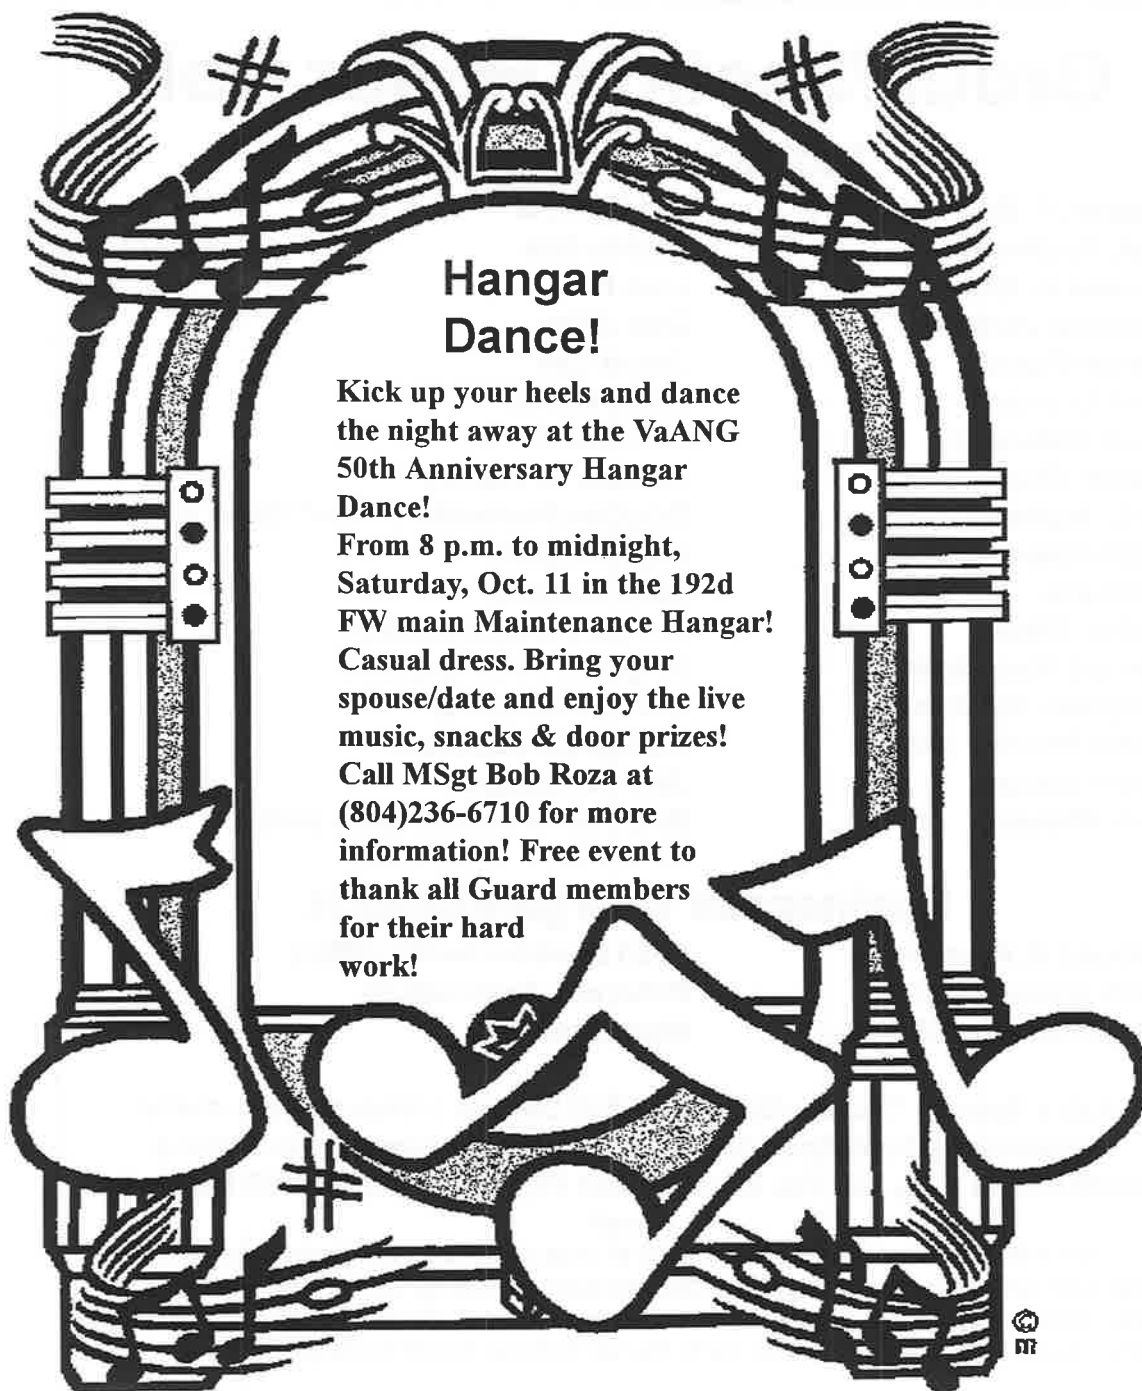 Hangar
Dance!
Kick up your heels and dance
the night away at the VaANG
50th Anniversary Hangar
Dance!
From 8 p.m. to midnight,
Saturday, Oct. 11 in the 192d
FW main Maintenance Hangar!
Casual dress. Bring your
spouse/date and enjoy the live
music, snacks & door prizes!
Call MSgt Bob Roza at
(804)236-6710 for more
information! Free event to
thank all Guard members
for their hard
work!
©